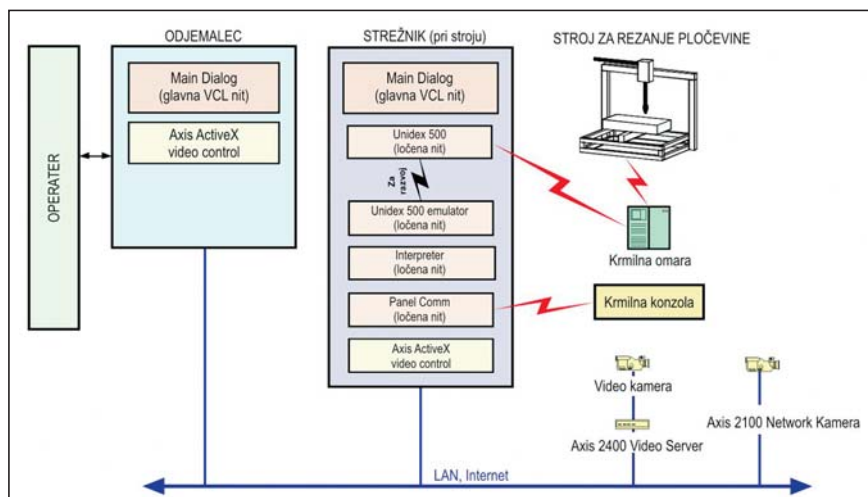 OPERATER
ODJEMALEC
Main Dialog
(glavna VCL nit)
Axis ActiveX
video control
STREŽNIK (pri stroju)
Main Dialog
(glavna VCL nit)
Unidex 500
(ločena nit)
Za
razvoj
Unidex 500 emulator
(ločena nit)
Interpreter
(ločena nit)
Panel Comm
(ločena nit)
Axis ActiveX
video control
STROJ ZA REZANJE PLOČEVINE
Krmilna omara
Krmilna konzola
Video kamera
Axis 2400 Video Server
Axis 2100 Network Kamera
LAN, Internet